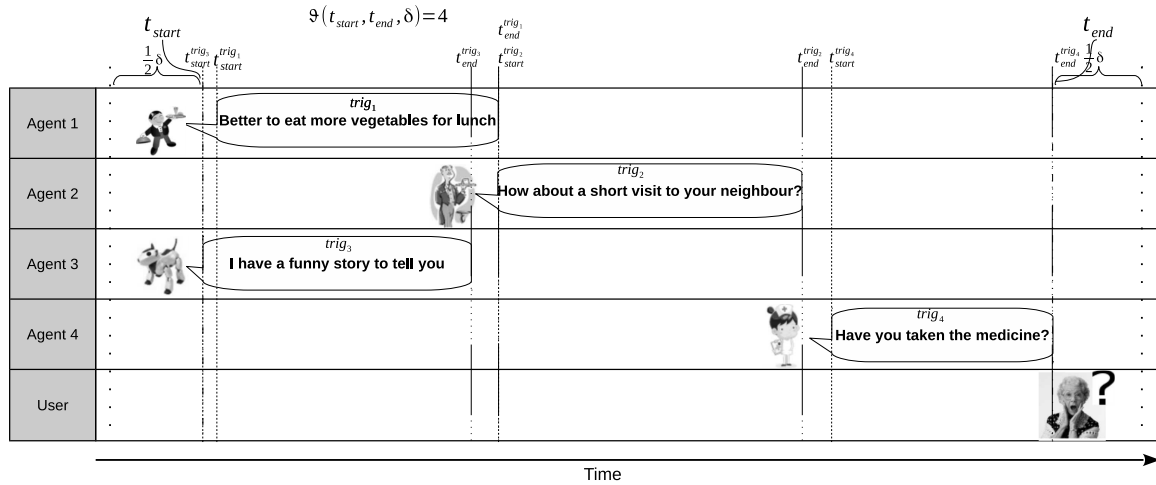 ϑ(t_start, t_end, δ)=4
t_start
t_end
½δ
t_start^trig₃
t_start^trig₁
t_end^trig₃
t_end^trig₁
t_start^trig₂
t_end^trig₂
t_start^trig₄
t_end^trig₄
½δ
Agent 1
trig₁
Better to eat more vegetables for lunch
Agent 2
trig₂
How about a short visit to your neighbour?
Agent 3
trig₃
I have a funny story to tell you
Agent 4
trig₄
Have you taken the medicine?
User
?
Time